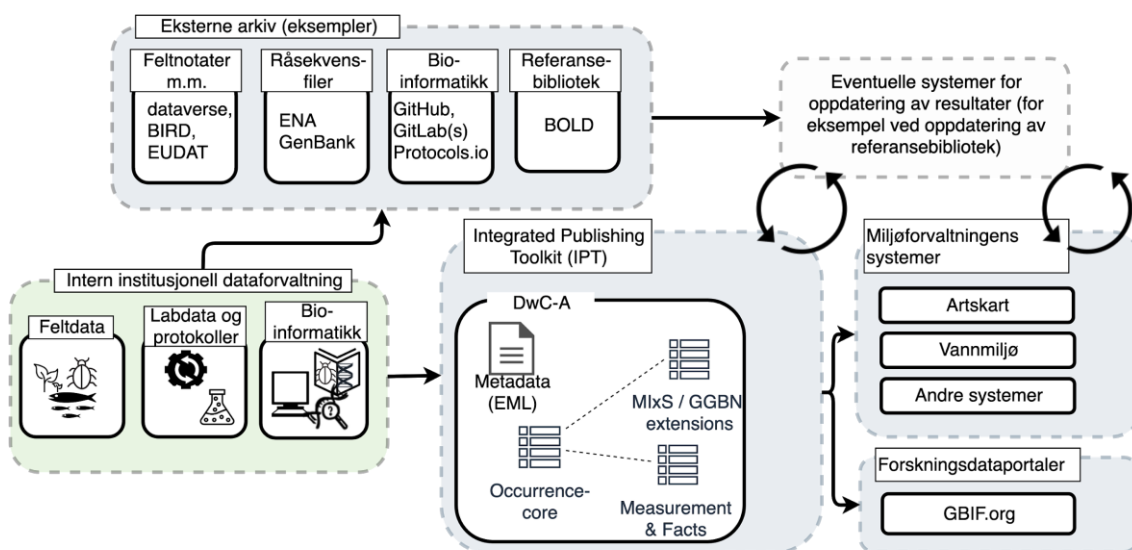 Eksterne arkiv (eksempler)
Feltnotater
m.m.
dataverse,
BIRD,
EUDAT
Råsekvens-
filer
ENA
GenBank
Bio-
informatikk
GitHub,
GitLab(s)
Protocols.io
Referanse-
bibliotek
BOLD
Eventuelle systemer for
oppdatering av resultater (for
eksempel ved oppdatering av
referansebibliotek)
Intern institusjonell dataforvaltning
Feltdata
Labdata og
protokoller
Bio-
informatikk
?
Integrated Publishing
Toolkit (IPT)
DwC-A
Metadata
(EML)
MIxS / GGBN
extensions
Occurrence-
core
Measurement
& Facts
Miljøforvaltningens
systemer
Artskart
Vannmiljø
Andre systemer
Forskningsdataportaler
GBIF.org